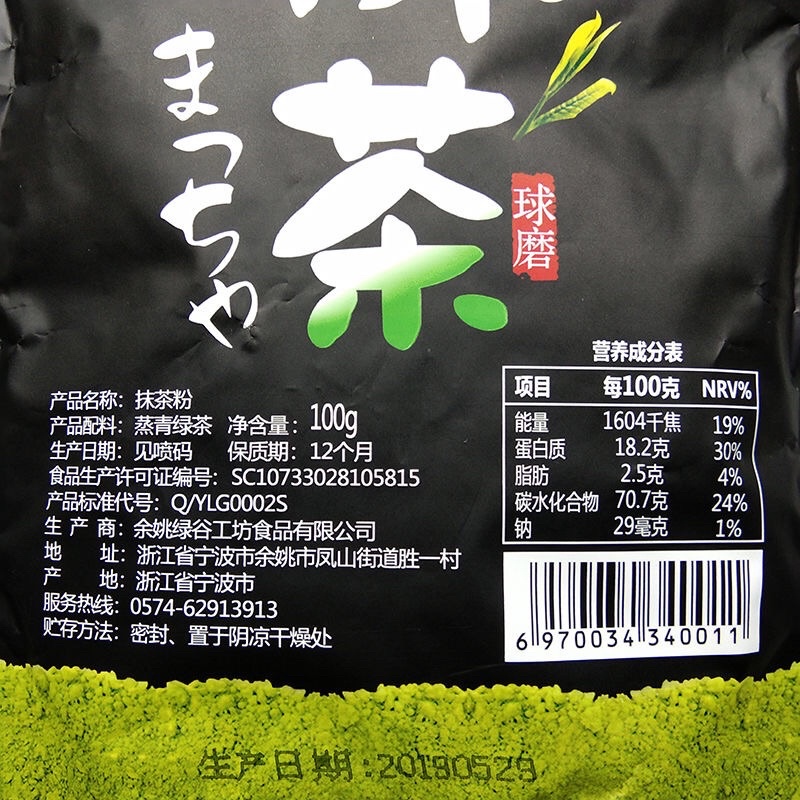 まっちゃ
茶
球磨
产品名称：抹茶粉
产品配料：蒸青绿茶 净含量：100g
生产日期：见喷码 保质期：12个月
食品生产许可证编号：SC10733028105815
产品标准代号：Q/YLG0002S
生产商：余姚绿谷工坊食品有限公司
地址：浙江省宁波市余姚市凤山街道胜一村
产地：浙江省宁波市
服务热线：0574-62913913
贮存方法：密封、置于阴凉干燥处
营养成分表
项目 每100克 NRV%
能量 1604千焦 19%
蛋白质 18.2克 30%
脂肪 2.5克 4%
碳水化合物 70.7克 24%
钠 29毫克 1%
6 970034 340011
生产日期：20190529